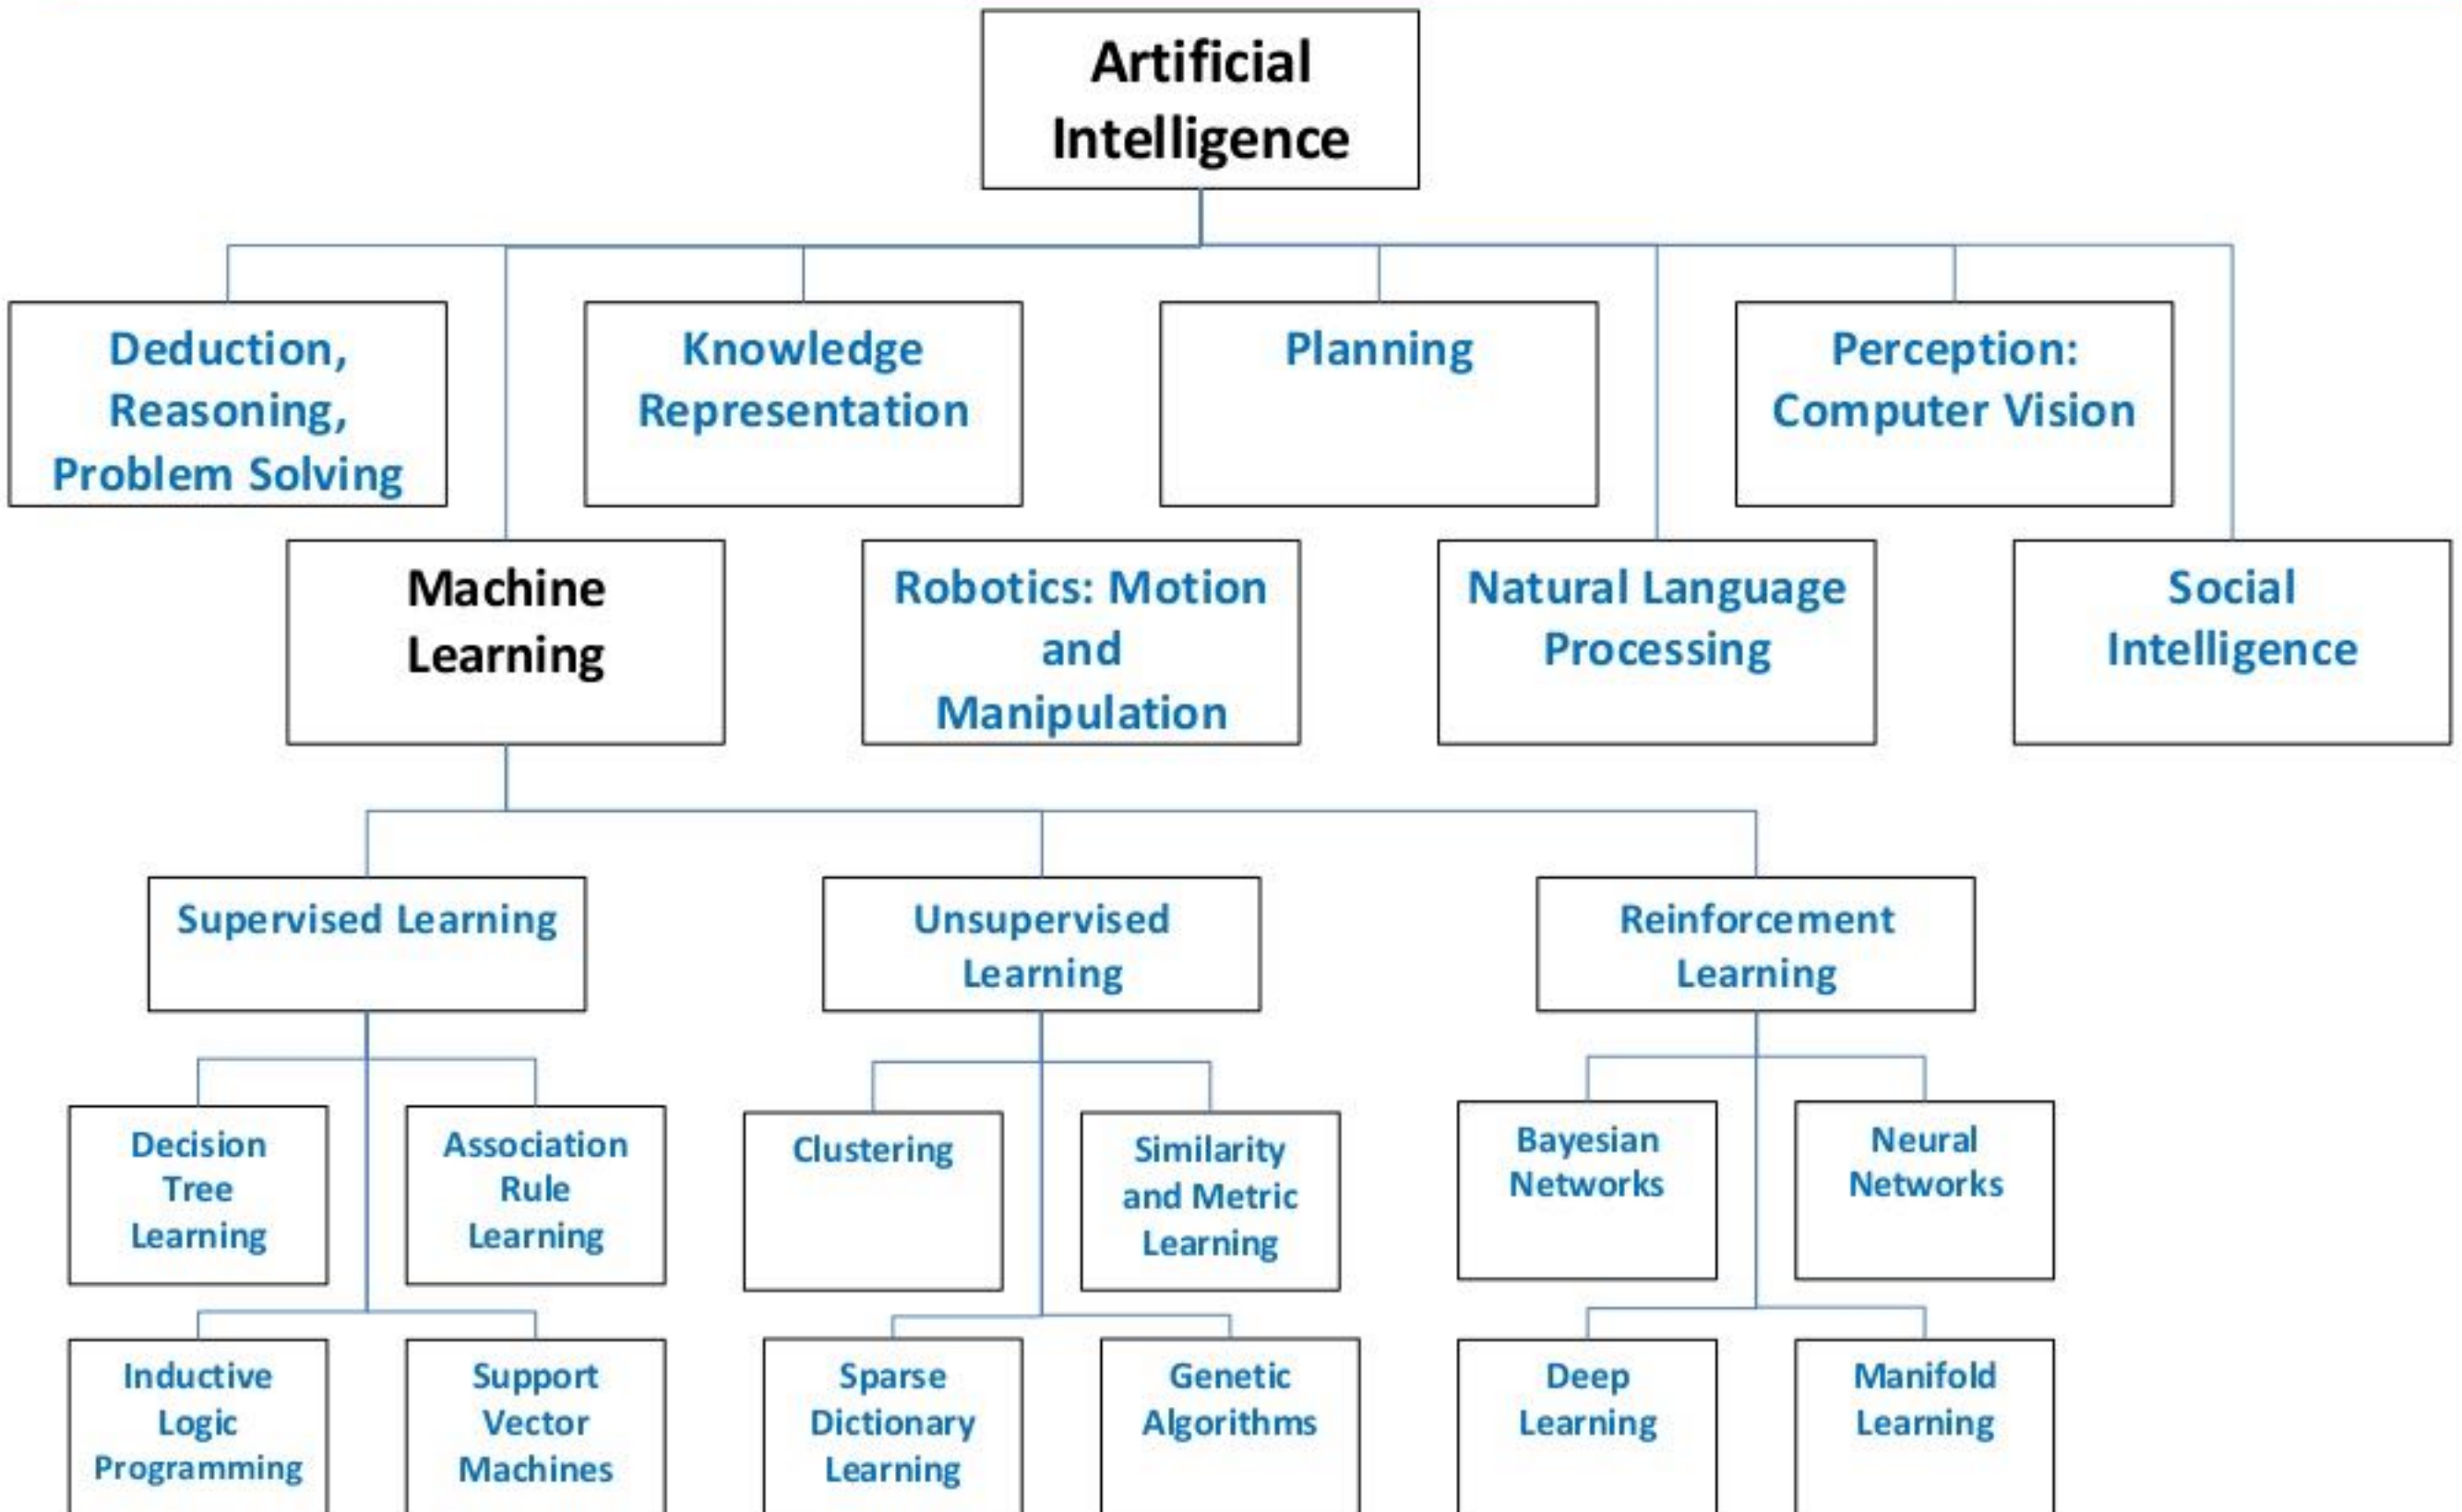 Artificial
Intelligence
Deduction,
Reasoning,
Problem Solving
Knowledge
Representation
Planning
Perception:
Computer Vision
Machine
Learning
Robotics: Motion
and
Manipulation
Natural Language
Processing
Social
Intelligence
Supervised Learning
Unsupervised
Learning
Reinforcement
Learning
Decision
Tree
Learning
Association
Rule
Learning
Clustering
Similarity
and Metric
Learning
Bayesian
Networks
Neural
Networks
Inductive
Logic
Programming
Support
Vector
Machines
Sparse
Dictionary
Learning
Genetic
Algorithms
Deep
Learning
Manifold
Learning